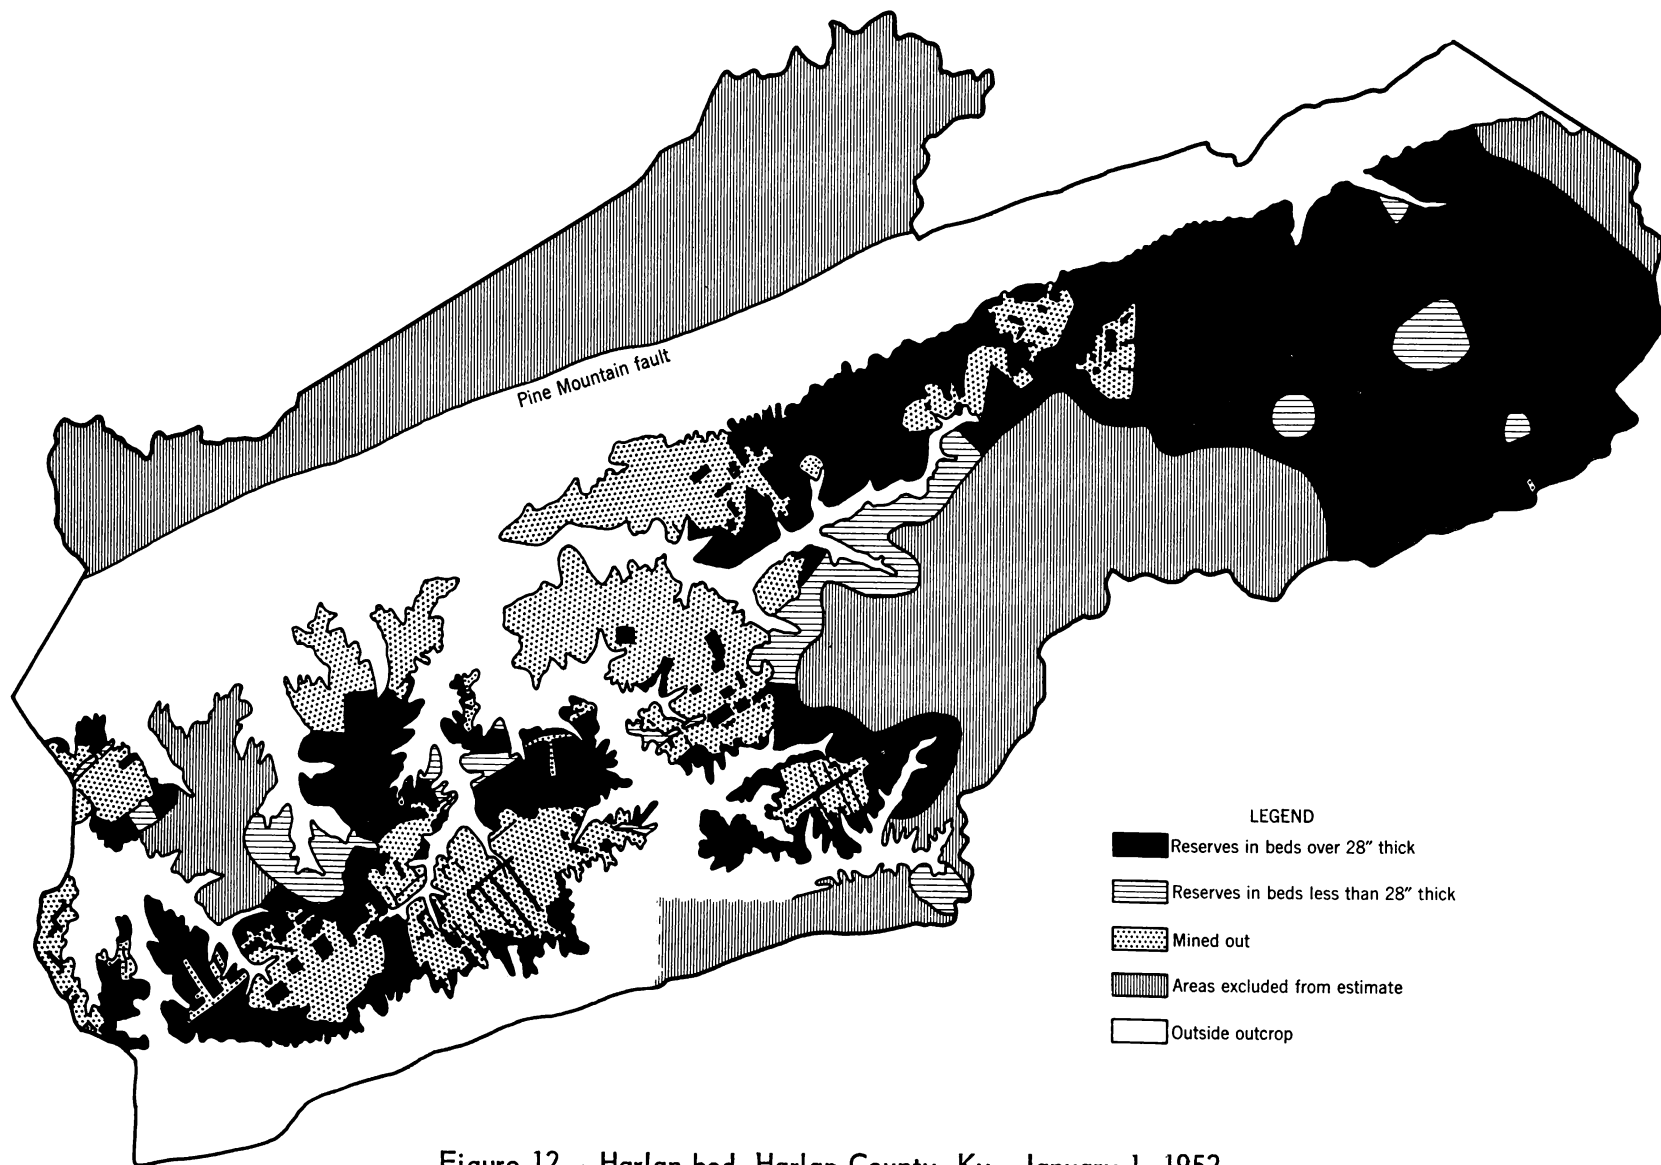 Pine Mountain fault
LEGEND
Reserves in beds over 28" thick
Reserves in beds less than 28" thick
Mined out
Areas excluded from estimate
Outside outcrop
Figure 12. - Harlan bed, Harlan County, Ky., January 1, 1952